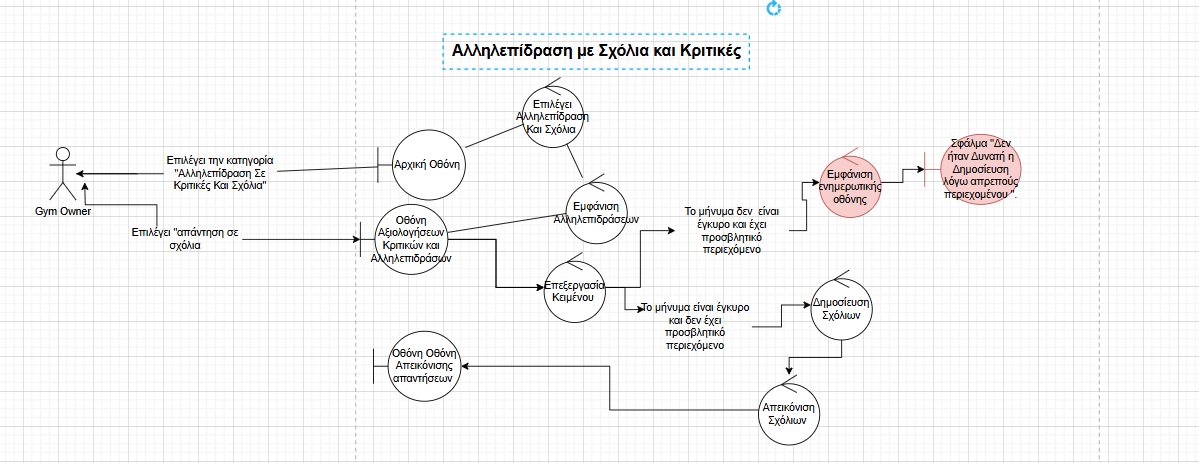 Αλληλεπίδραση με Σχόλια και Κριτικές
Επιλέγει
Αλληλεπίδραση
Και Σχόλια
Αρχική Οθόνη
Επιλέγει την κατηγορία
"Αλληλεπίδραση Σε
Κριτικές Και Σχόλια"
Gym Owner
Επιλέγει "απάντηση σε
σχόλια
Οθόνη
Αξιολογήσεων
Κριτικών και
Αλληλεπιδράσων
Εμφάνιση
Αλληλεπιδράσεων
Επεξεργασία
Κειμένου
Το μήνυμα δεν είναι
έγκυρο και έχει
προσβλητικό
περιεχόμενο
Εμφάνιση
ενημερωτικής
οθόνης
Σφάλμα "Δεν
ήταν Δυνατή η
Δημοσίευση
λόγω απρεπούς
περιεχομένου ".
Το μήνυμα είναι έγκυρο
και δεν έχει
προσβλητικό
περιεχόμενο
Δημοσίευση
Σχόλιων
Οθόνη Οθόνη
Απεικόνισης
απαντήσεων
Απεικόνιση
Σχόλιων